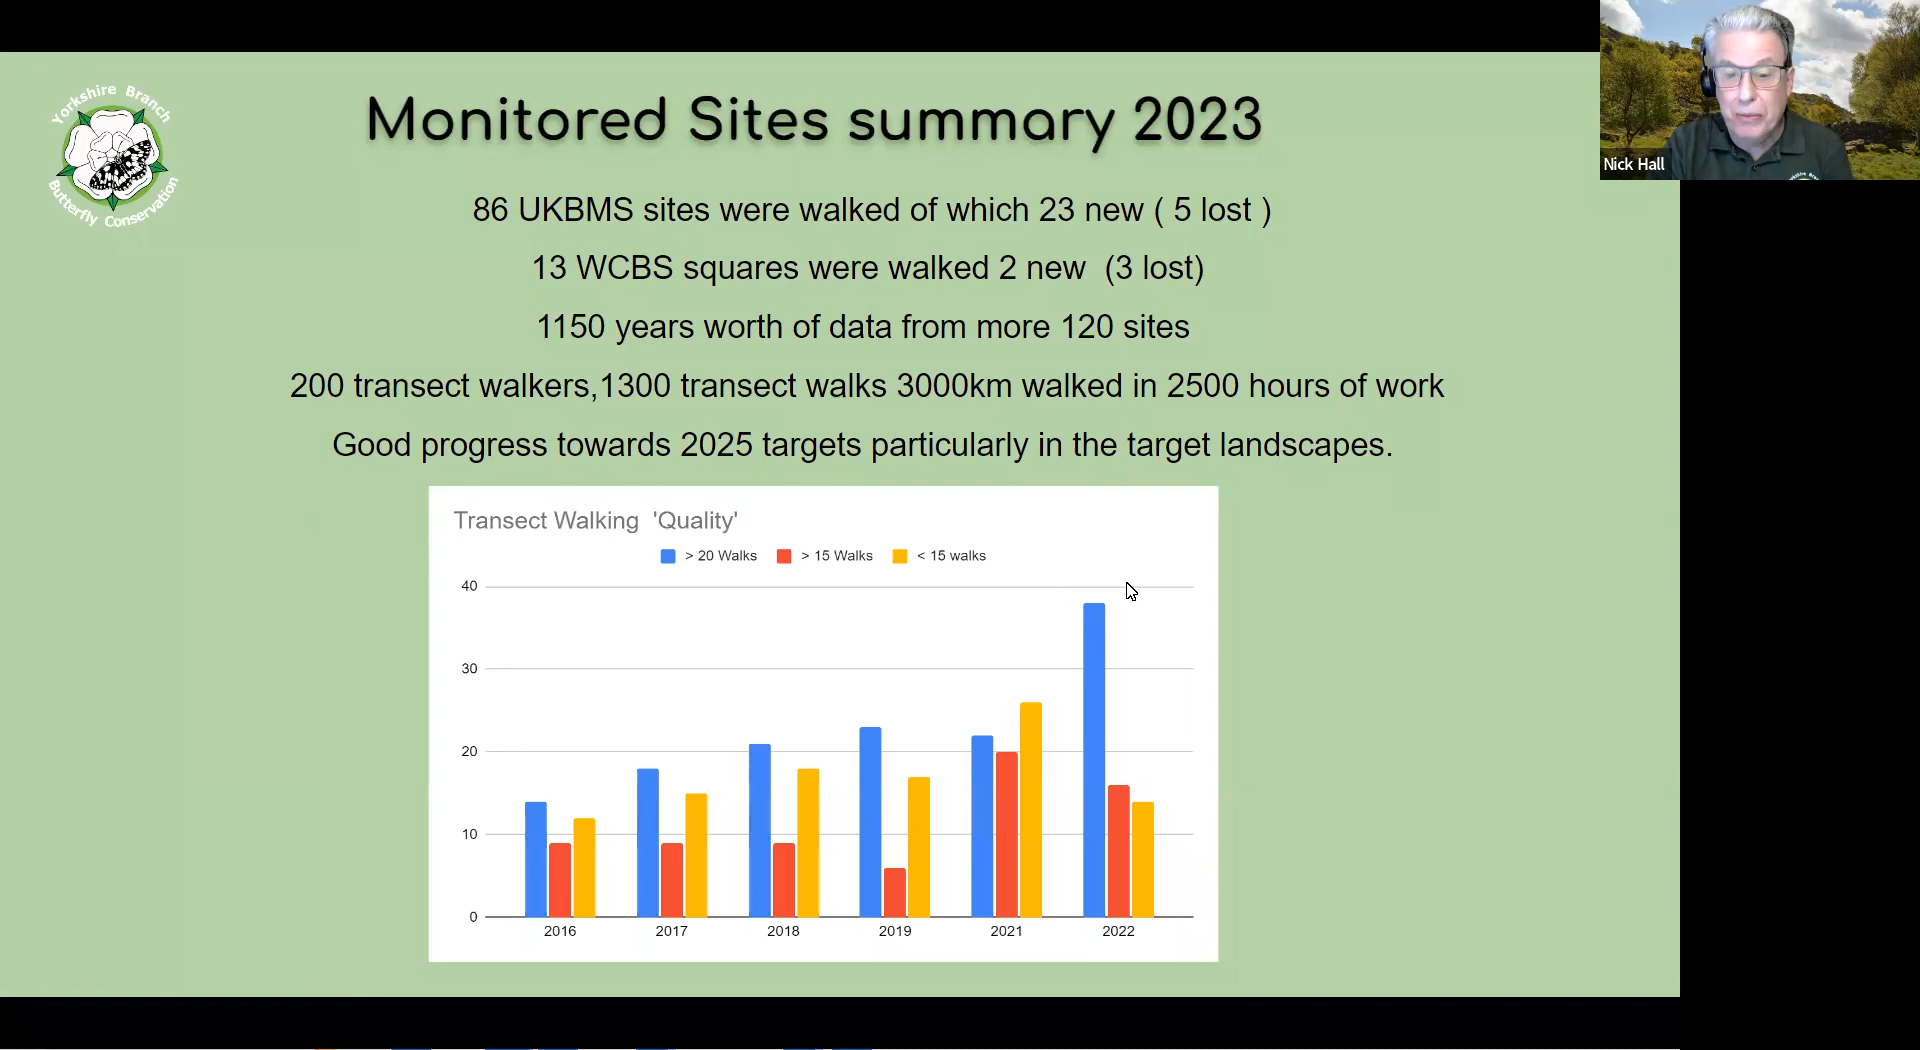 Yorkshire Branch
Butterfly Conservation
Monitored Sites summary 2023
Nick Hall
86 UKBMS sites were walked of which 23 new ( 5 lost )
13 WCBS squares were walked 2 new (3 lost)
1150 years worth of data from more 120 sites
200 transect walkers,1300 transect walks 3000km walked in 2500 hours of work
Good progress towards 2025 targets particularly in the target landscapes.
Transect Walking 'Quality'
> 20 Walks > 15 Walks < 15 walks
40
30
20
10
0
2016 2017 2018 2019 2021 2022